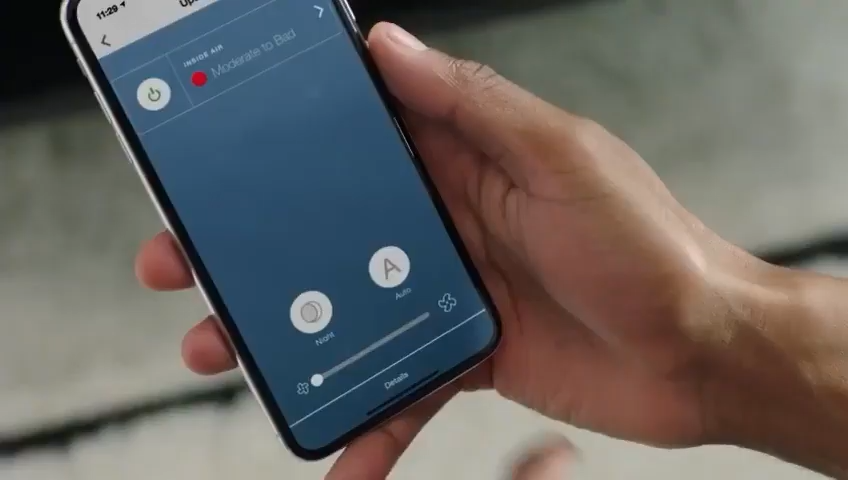 11:29
INSIDE AIR
Moderate to Bad
A
Auto
Night
Details